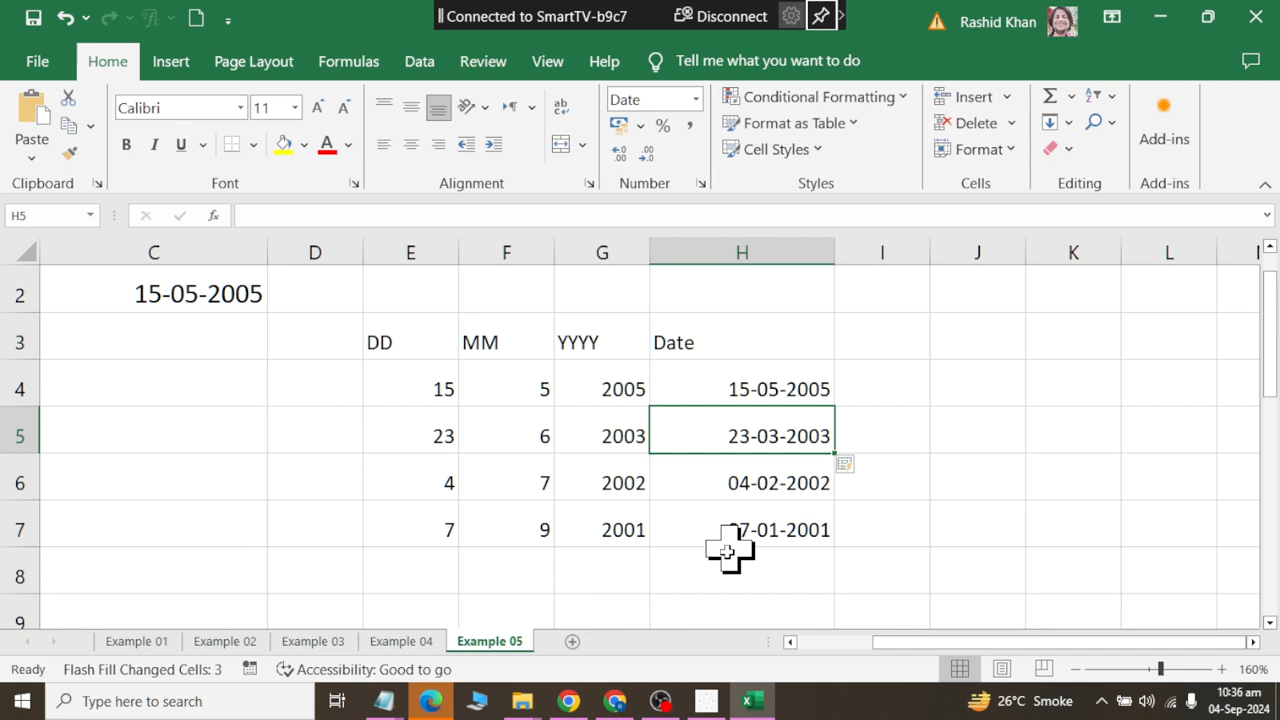 Connected to SmartTV-b9c7 Disconnect Rashid Khan
File Home Insert Page Layout Formulas Data Review View Help Tell me what you want to do
Calibri 11 Date Conditional Formatting Insert
Paste B I U A % , Format as Table Delete Add-ins
Cell Styles Format
Clipboard Font Alignment Number Styles Cells Editing Add-ins
H5 fx
C D E F G H I J K L
2 15-05-2005
3 DD MM YYYY Date
4 15 5 2005 15-05-2005
5 23 6 2003 23-03-2003
6 4 7 2002 04-02-2002
7 7 9 2001 07-01-2001
8
9
Example 01 Example 02 Example 03 Example 04 Example 05
Ready Flash Fill Changed Cells: 3 Accessibility: Good to go 160%
Type here to search 26°C Smoke 10:36 am
04-Sep-2024